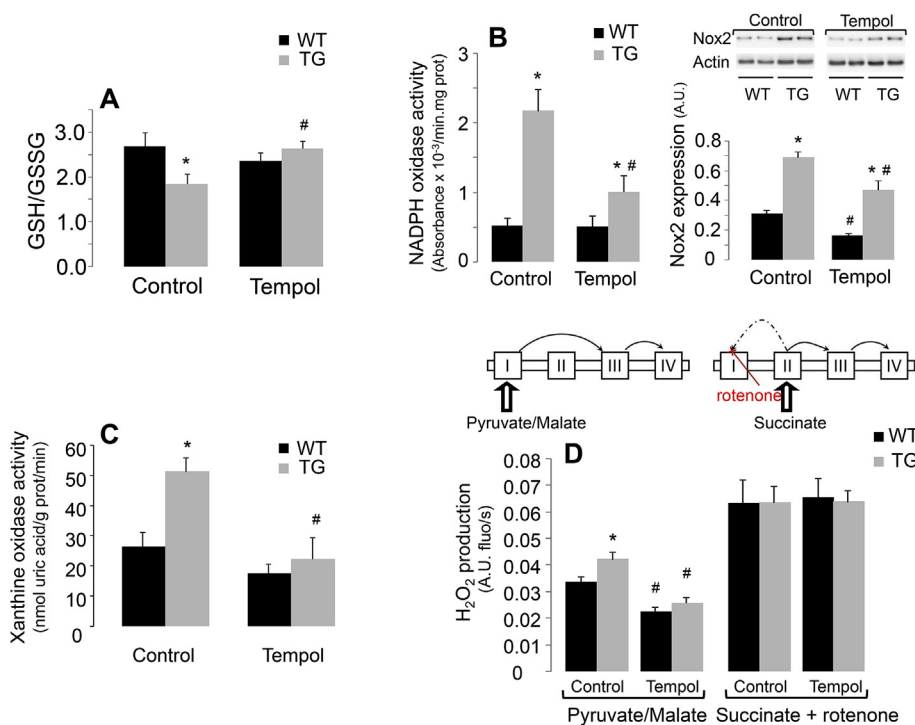 WT
TG
A
GSH/GSSG
3.0
2.0
1.0
0.0
*
#
Control
Tempol
B
WT
TG
NADPH oxidase activity
(Absorbance x 10⁻³/min.mg prot)
3
2
1
0
*
* #
Control
Tempol
Control
Tempol
Nox2
Actin
WT
TG
WT
TG
Nox2 expression (A.U.)
0.8
0.6
0.4
0.2
0
*
#
* #
Control
Tempol
I
II
III
IV
Pyruvate/Malate
I
II
III
IV
rotenone
Succinate
C
WT
TG
Xanthine oxidase activity
(nmol uric acid/g prot/min)
60
50
40
30
20
10
0
*
#
Control
Tempol
D
WT
TG
H₂O₂ production
(A.U. fluo/s)
0.08
0.07
0.06
0.05
0.04
0.03
0.02
0.01
0
*
#
#
Control
Tempol
Control
Tempol
Pyruvate/Malate
Succinate + rotenone